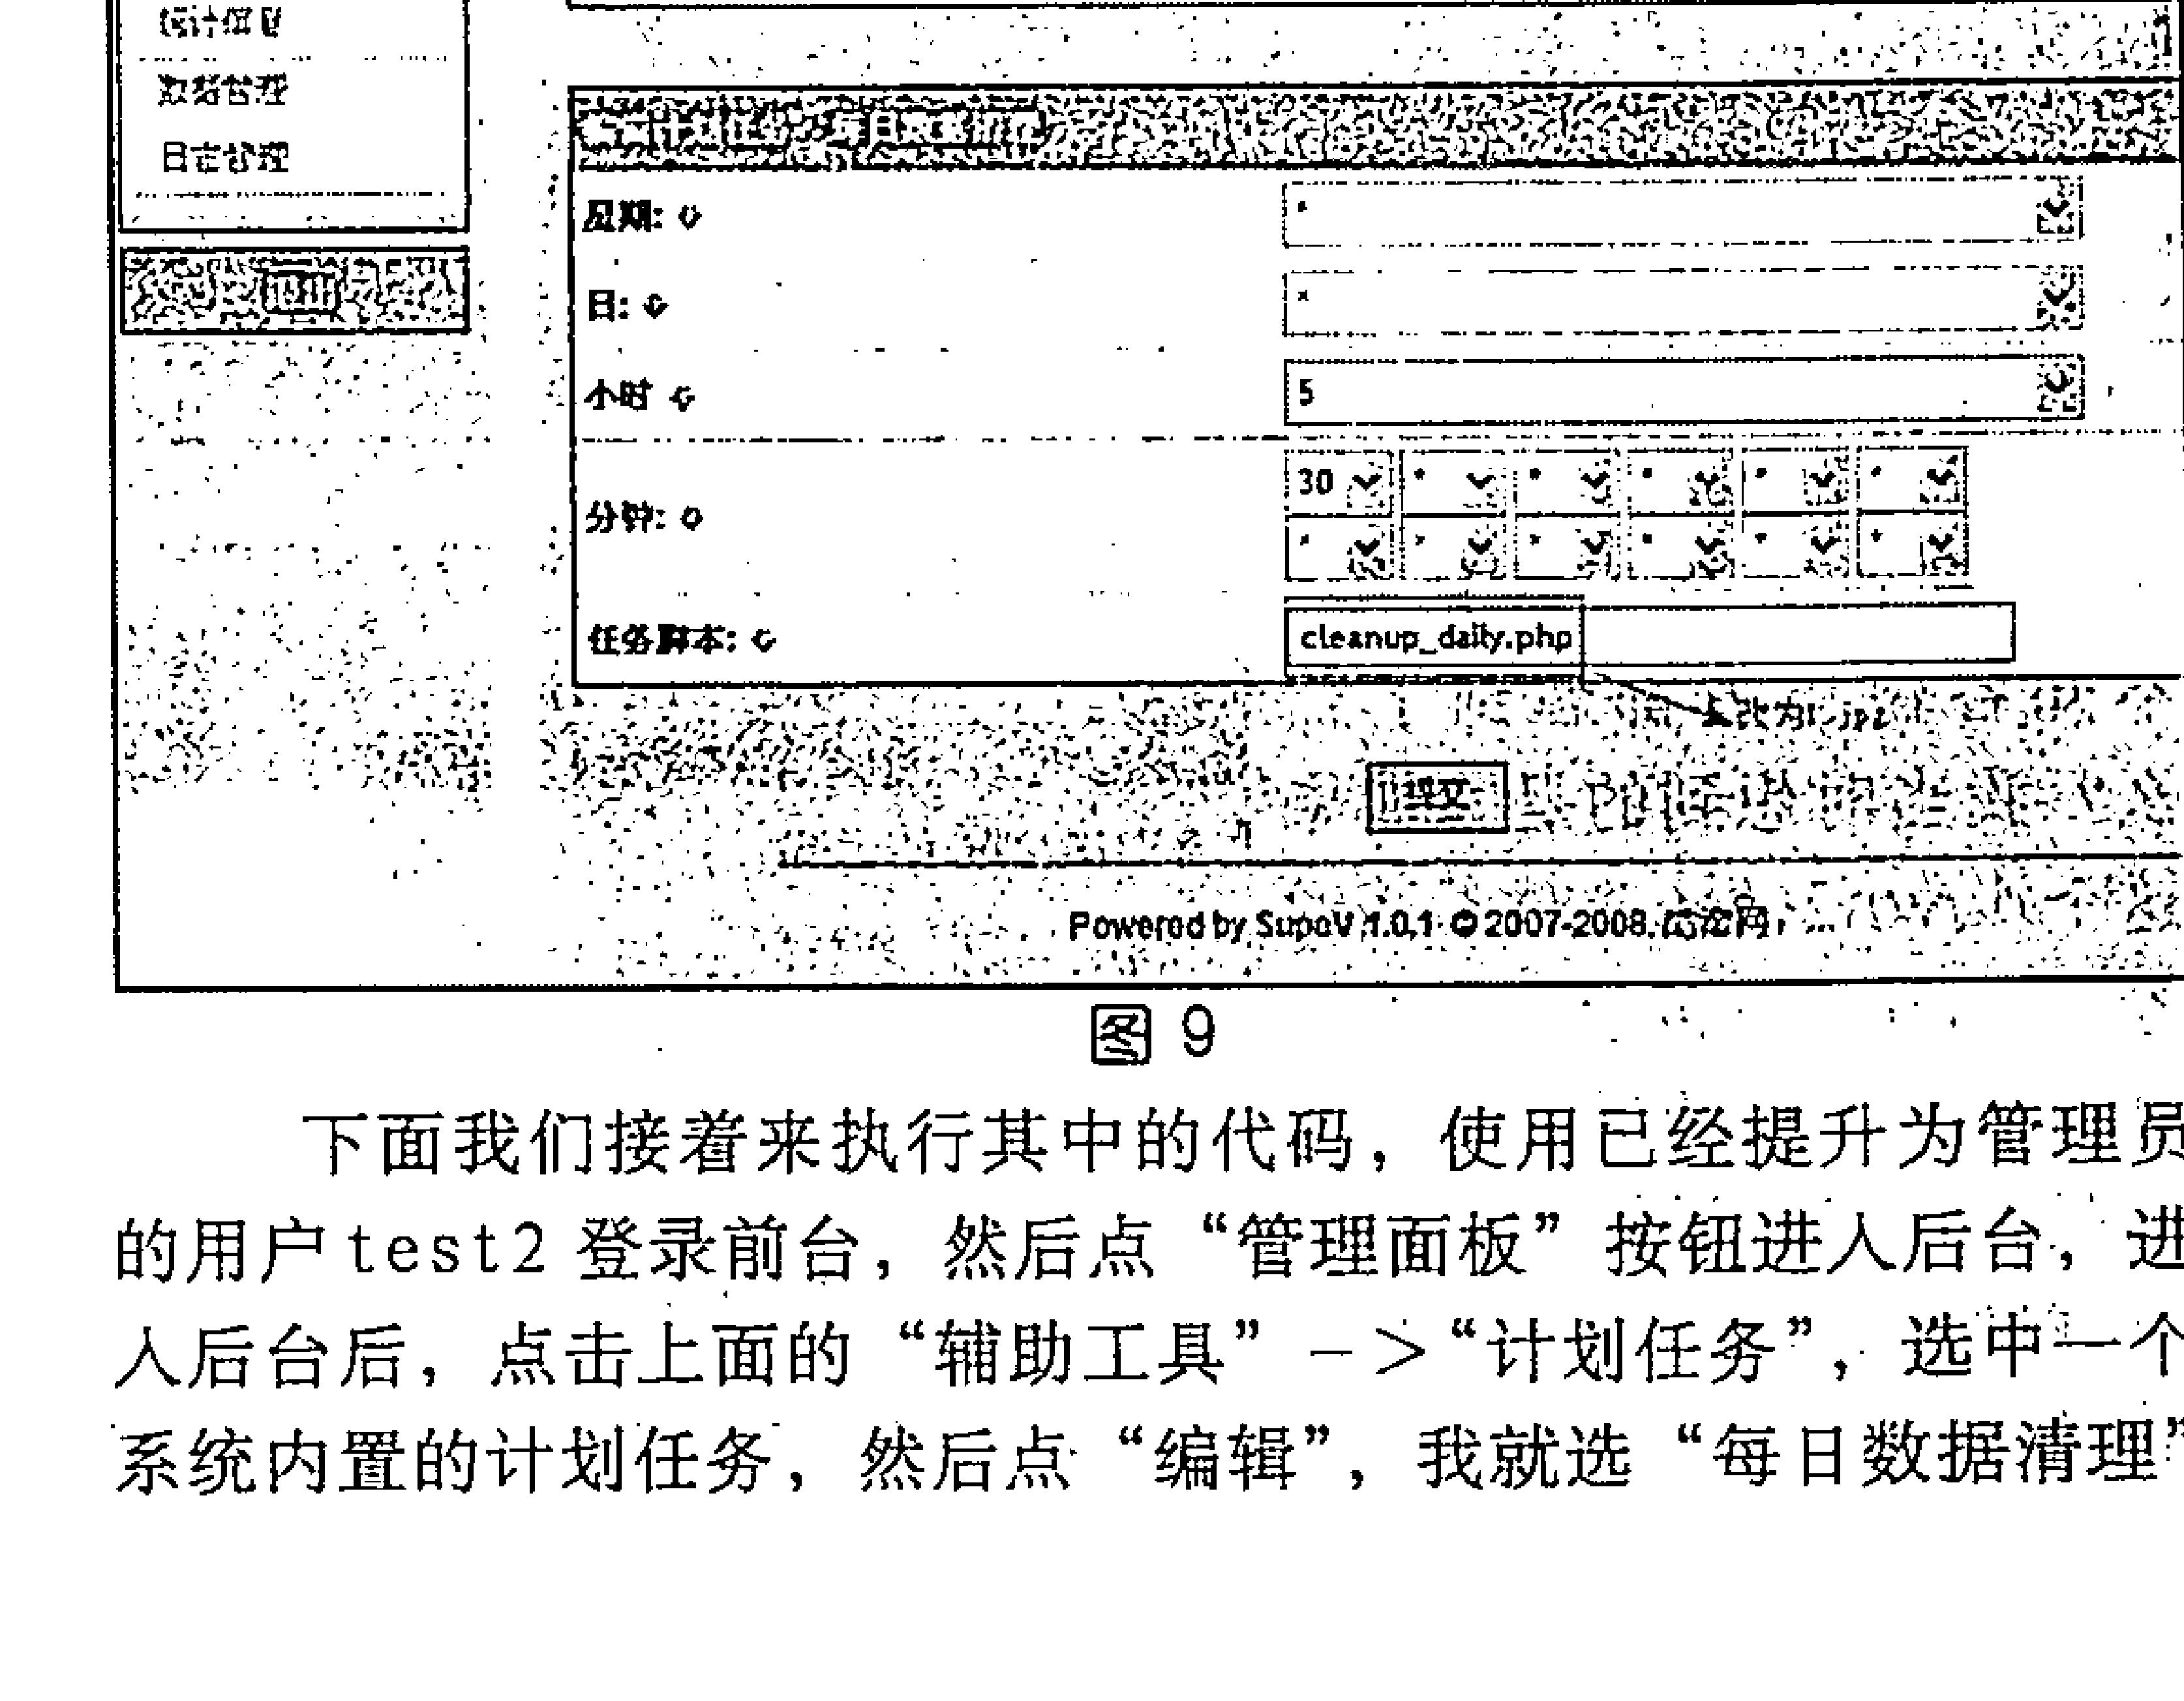 数据管理
日志管理
星期:
*
日:
*
小时
5
分钟:
30 * * * * *
* * * * * *
任务脚本:
cleanup_daily.php
改为
提交
Powered by SupeV 1.0.1 © 2007-2008
图 9
下面我们接着来执行其中的代码，使用已经提升为管理员
的用户 test2 登录前台，然后点“管理面板”按钮进入后台，进
入后台后，点击上面的“辅助工具”->“计划任务”，选中一个
系统内置的计划任务，然后点“编辑”，我就选“每日数据清理”